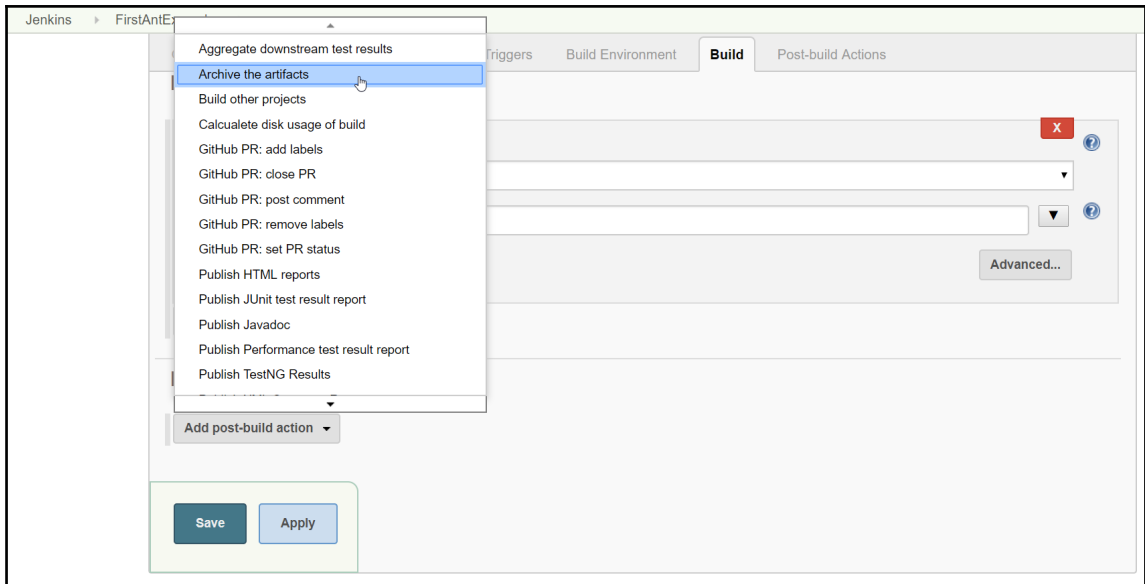 Jenkins FirstAntEx
Aggregate downstream test results
Triggers Build Environment Build Post-build Actions
Archive the artifacts
Build other projects
Calcualete disk usage of build
X
GitHub PR: add labels
GitHub PR: close PR
GitHub PR: post comment
GitHub PR: remove labels
GitHub PR: set PR status
Advanced...
Publish HTML reports
Publish JUnit test result report
Publish Javadoc
Publish Performance test result report
Publish TestNG Results
Add post-build action
Save Apply